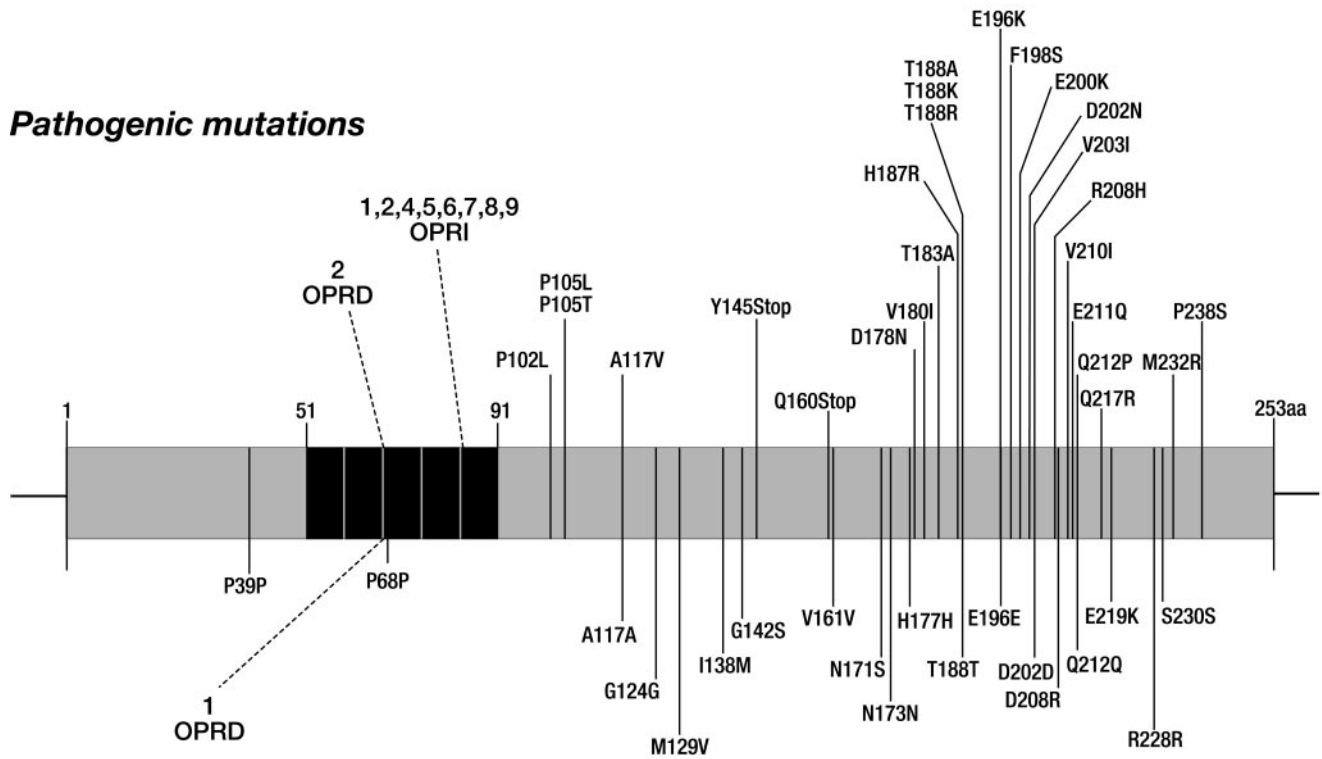 E196K
F198S
T188A
T188K
T188R
E200K
D202N
Pathogenic mutations
V203I
H187R
R208H
1,2,4,5,6,7,8,9
OPRI
T183A
V210I
2
OPRD
P105L
P105T
Y145Stop
V180I
E211Q
P238S
D178N
P102L
A117V
Q212P
M232R
Q160Stop
Q217R
1
51
91
253aa
P39P
P68P
A117A
G142S
V161V
H177H
E196E
E219K
S230S
I138M
N171S
T188T
D202D
Q212Q
G124G
D208R
1
OPRD
N173N
M129V
R228R